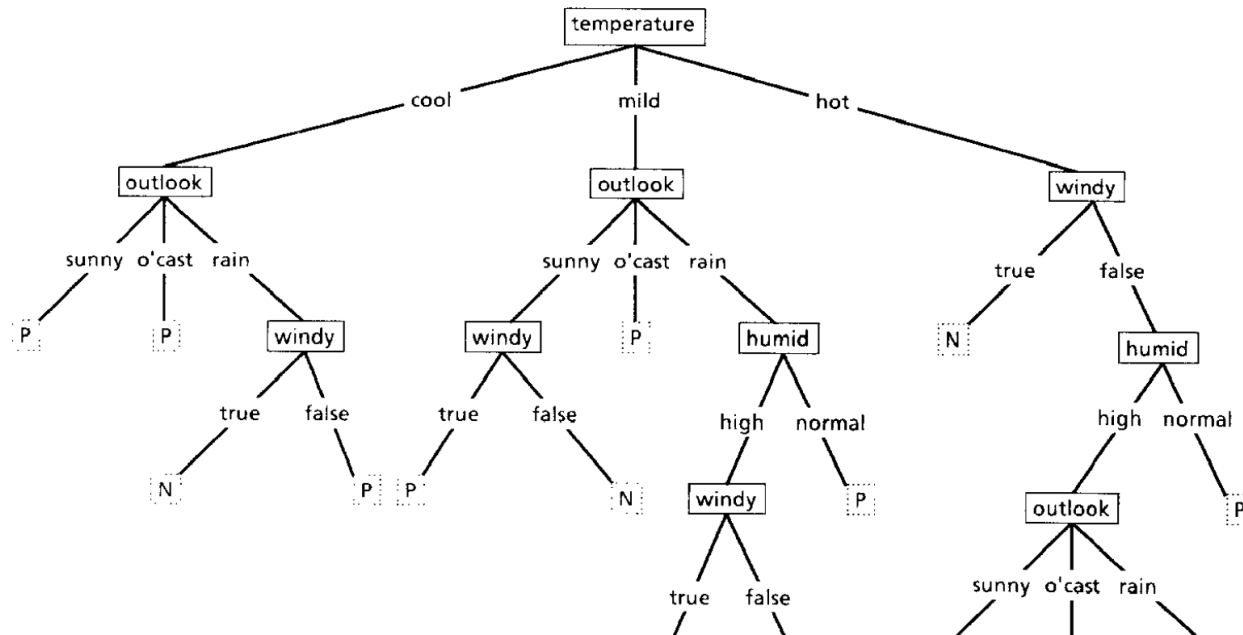 temperature
cool mild hot
outlook outlook windy
sunny o'cast rain sunny o'cast rain true false
P P windy windy P humid N humid
true false true false high normal high normal
N P P N windy P outlook P
true false sunny o'cast rain